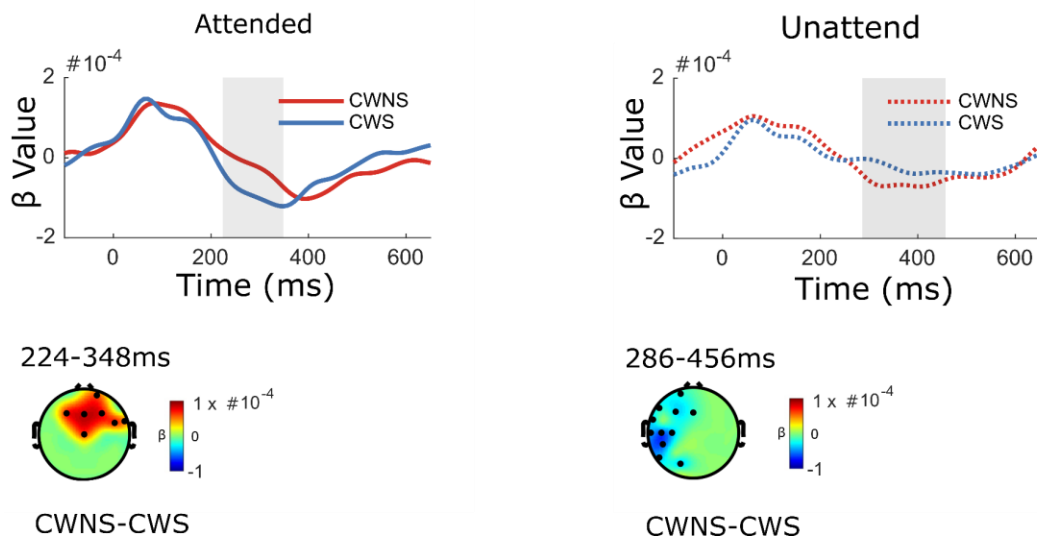 Attended
#10⁻⁴
2
0
-2
β Value
CWNS
CWS
0 200 400 600
Time (ms)
224-348ms
1 x #10⁻⁴
β 0
-1
CWNS-CWS
Unattend
#10⁻⁴
2
0
-2
β Value
CWNS
CWS
0 200 400 600
Time (ms)
286-456ms
1 x #10⁻⁴
β 0
-1
CWNS-CWS